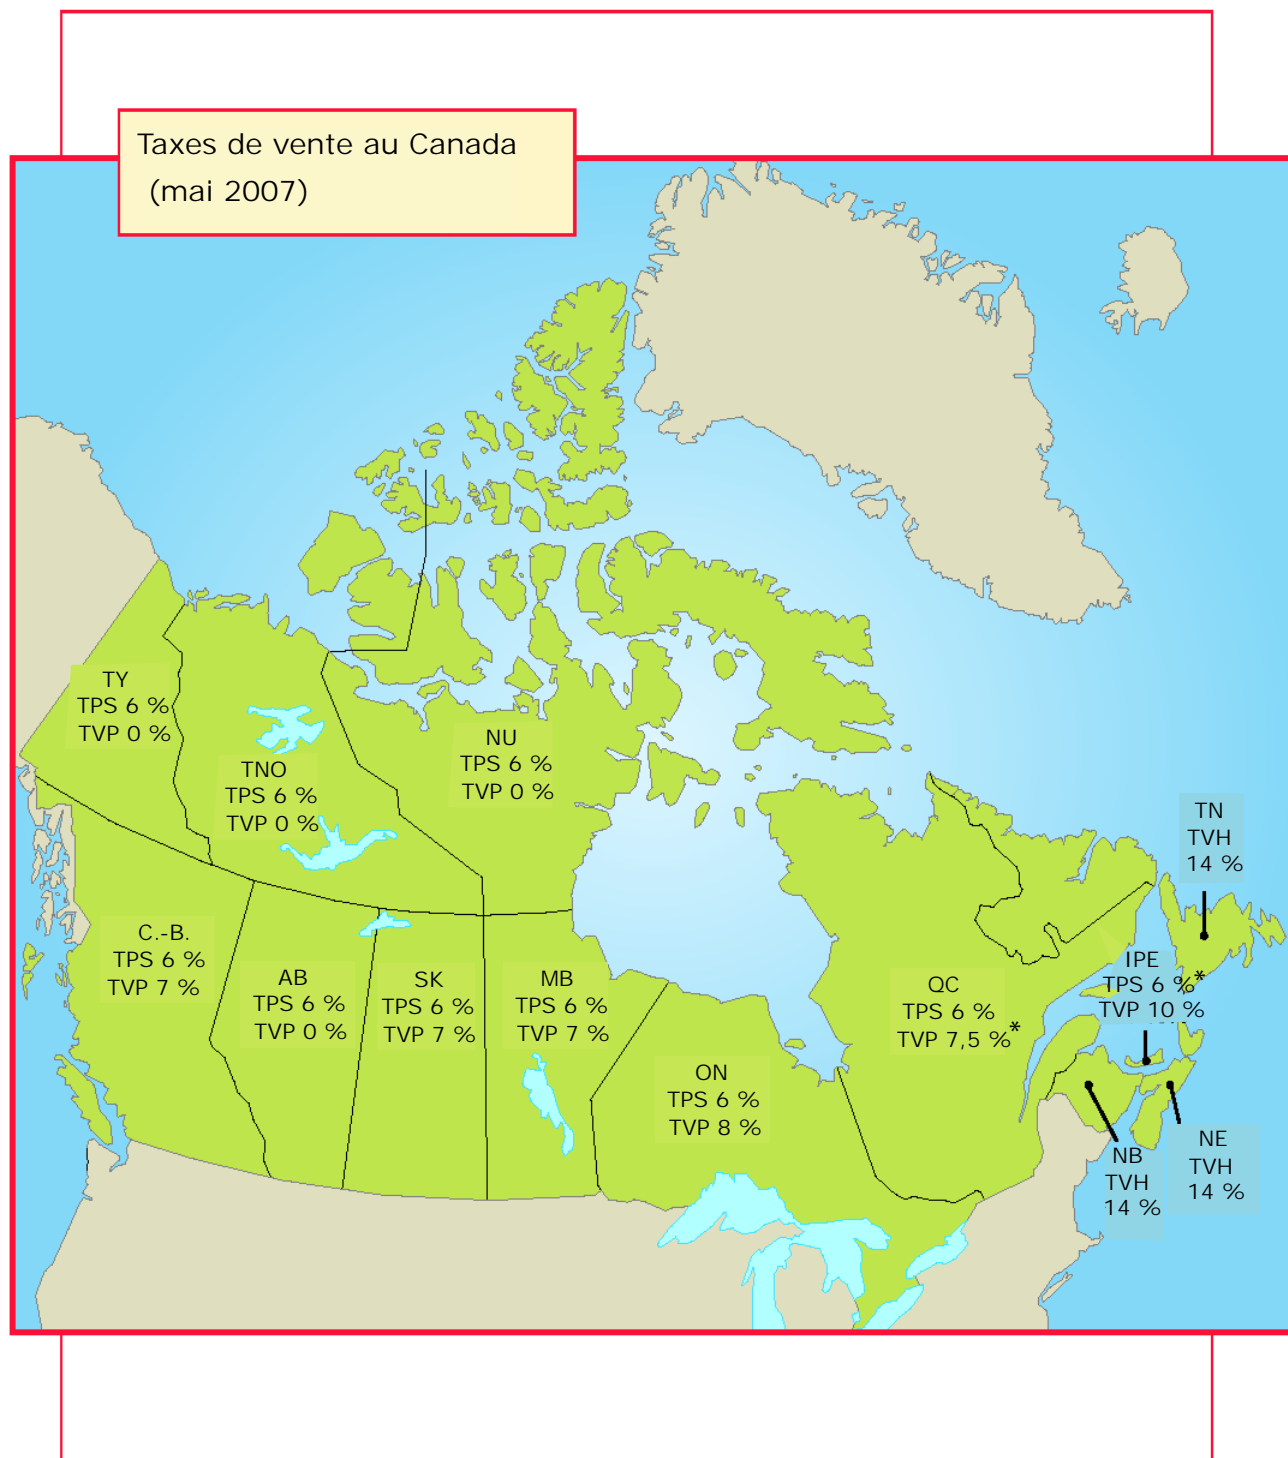 Taxes de vente au Canada
(mai 2007)
TY
TPS 6 %
TVP 0 %
TNO
TPS 6 %
TVP 0 %
NU
TPS 6 %
TVP 0 %
C.-B.
TPS 6 %
TVP 7 %
AB
TPS 6 %
TVP 0 %
SK
TPS 6 %
TVP 7 %
MB
TPS 6 %
TVP 7 %
ON
TPS 6 %
TVP 8 %
QC
TPS 6 %
TVP 7,5 %*
TN
TVH
14 %
IPE
TPS 6 %*
TVP 10 %
NB
TVH
14 %
NE
TVH
14 %